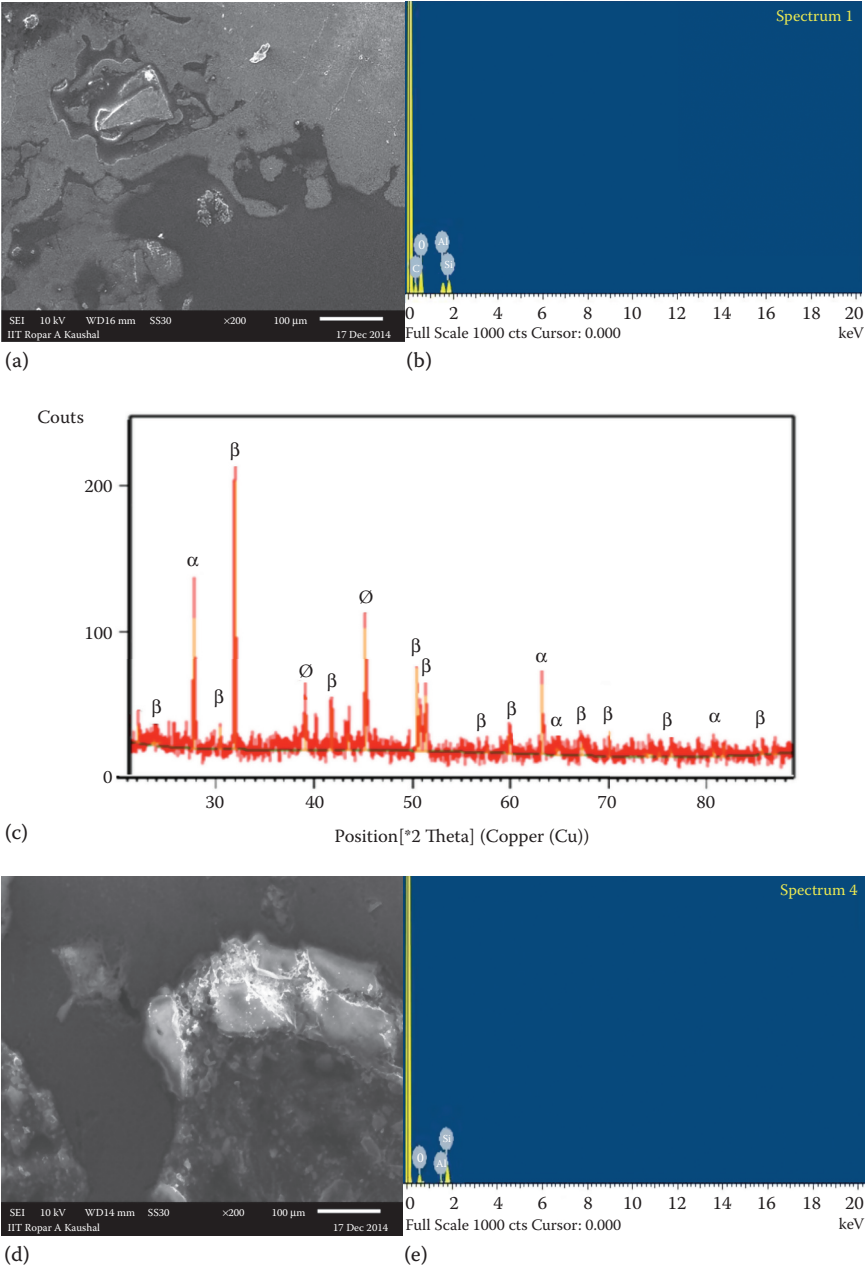 Spectrum 1
C
O
Al
Si
SEI 10 kV WD16 mm SS30 ×200 100 µm
IIT Ropar A Kaushal 17 Dec 2014
0 2 4 6 8 10 12 14 16 18 20
Full Scale 1000 cts Cursor: 0.000 keV
(a)
(b)
Couts
200
100
0
β
α
β
β
Ø
β
Ø
β
β
β
β
α
α
β
β
β
α
β
30 40 50 60 70 80
Position[*2 Theta] (Copper (Cu))
(c)
Spectrum 4
O
Al
Si
SEI 10 kV WD14 mm SS30 ×200 100 µm
IIT Ropar A Kaushal 17 Dec 2014
0 2 4 6 8 10 12 14 16 18 20
Full Scale 1000 cts Cursor: 0.000 keV
(d)
(e)